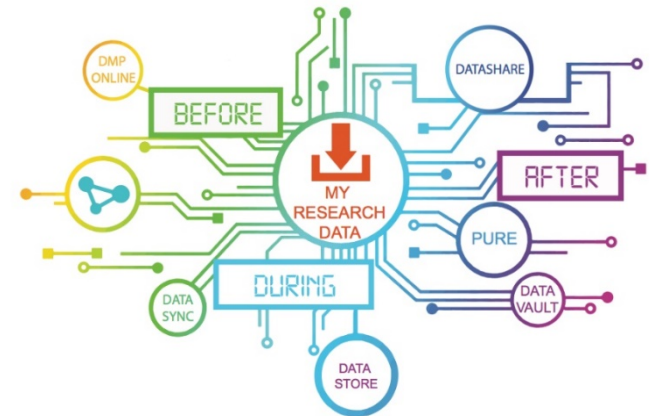 DMP
ONLINE
BEFORE
DATASHARE
MY
RESEARCH
DATA
AFTER
PURE
DURING
DATA
SYNC
DATA
VAULT
DATA
STORE